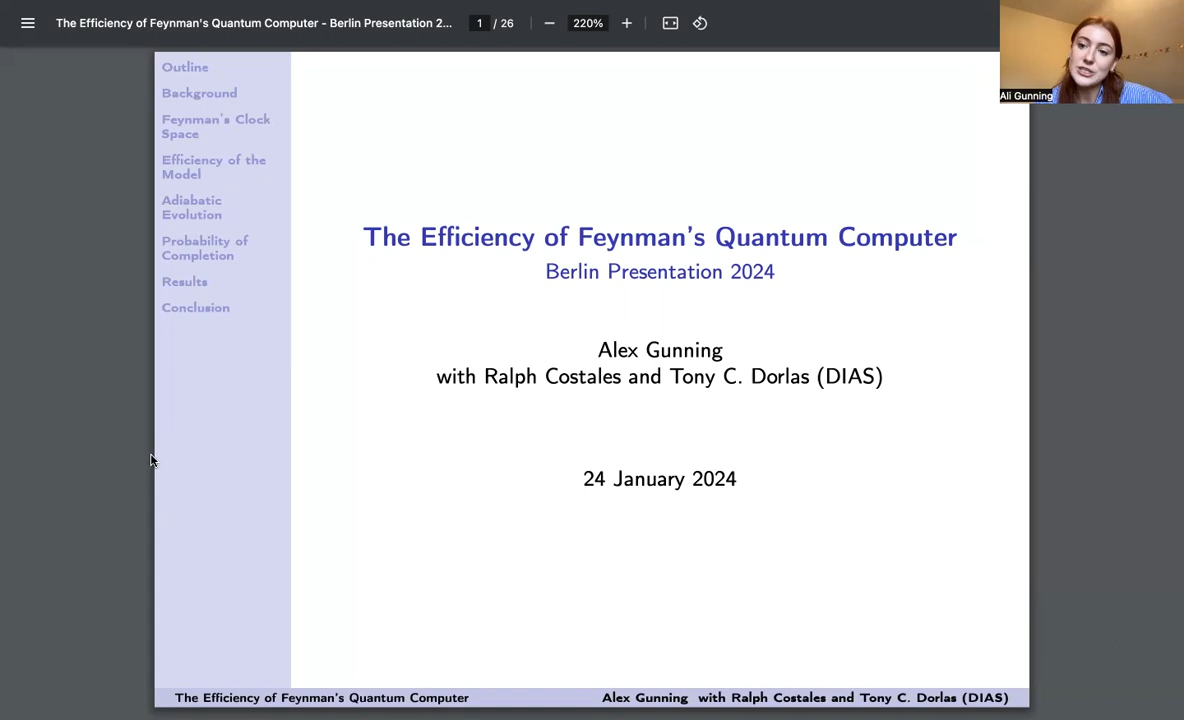 The Efficiency of Feynman's Quantum Computer - Berlin Presentation 2...
1 / 26
220%
Ali Gunning
Outline
Background
Feynman's Clock
Space
Efficiency of the
Model
Adiabatic
Evolution
Probability of
Completion
Results
Conclusion
The Efficiency of Feynman's Quantum Computer
Berlin Presentation 2024
Alex Gunning
with Ralph Costales and Tony C. Dorlas (DIAS)
24 January 2024
The Efficiency of Feynman's Quantum Computer
Alex Gunning with Ralph Costales and Tony C. Dorlas (DIAS)